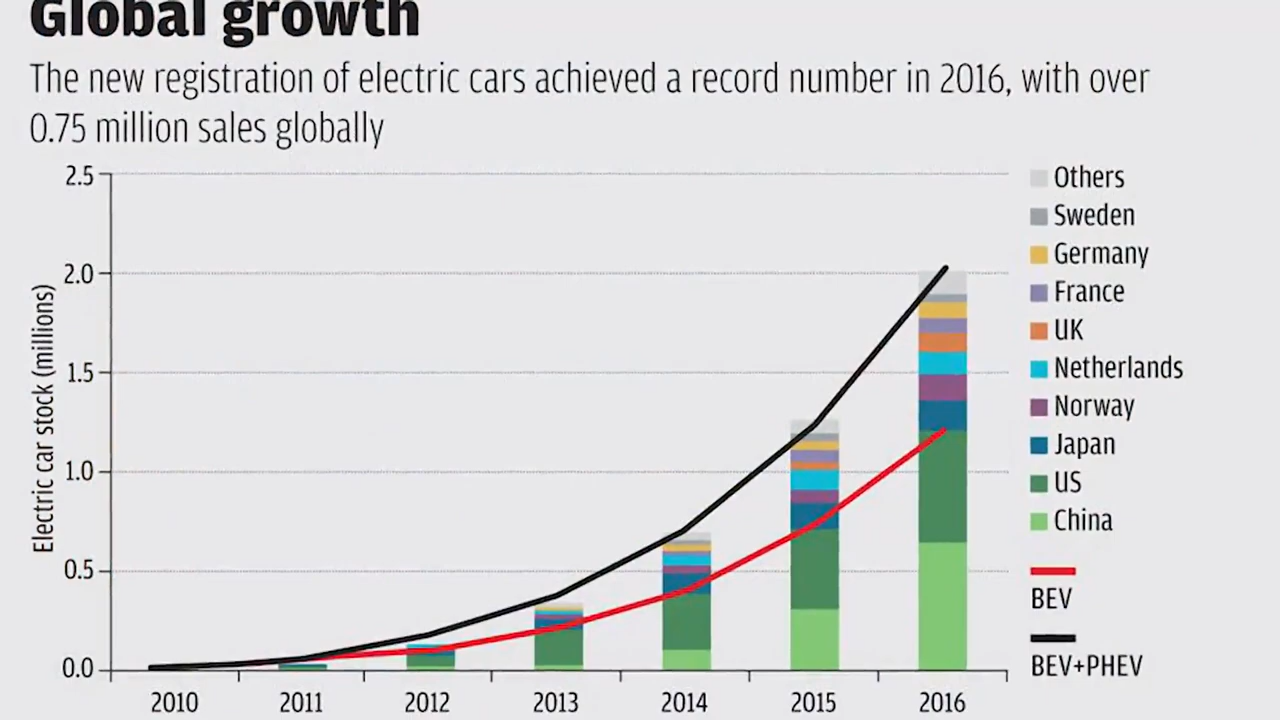 Global growth
The new registration of electric cars achieved a record number in 2016, with over
0.75 million sales globally
Electric car stock (millions)
2.5
2.0
1.5
1.0
0.5
0.0
2010 2011 2012 2013 2014 2015 2016
Others
Sweden
Germany
France
UK
Netherlands
Norway
Japan
US
China
BEV
BEV+PHEV